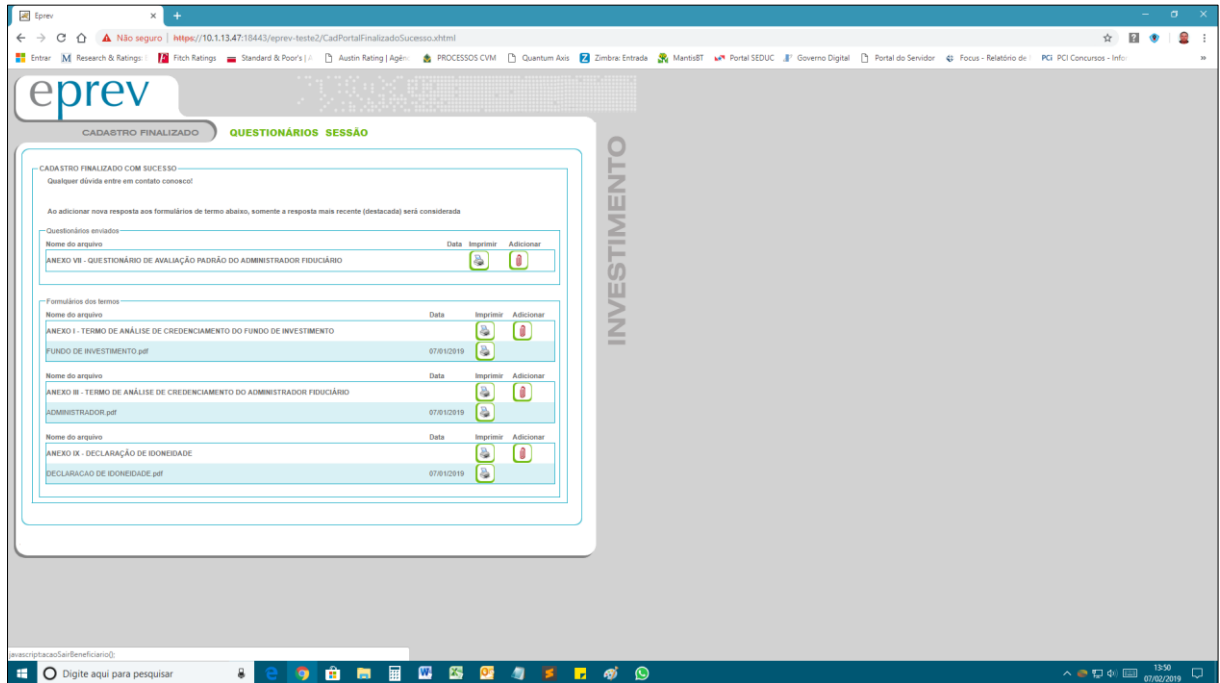 Eprev
Não seguro | https://10.1.13.47:18443/eprev-teste2/CadPortalFinalizadoSucesso.xhtml
Entrar Research & Ratings Fitch Ratings Standard & Poor's | A Austin Rating | Agên PROCESSOS CVM Quantum Axis Zimbra: Entrada MantisBT Portal SEDUC Governo Digital Portal do Servidor Focus - Relatório de PCI Concursos - Info
eprev
CADASTRO FINALIZADO QUESTIONÁRIOS SESSÃO
INVESTIMENTO
CADASTRO FINALIZADO COM SUCESSO
Qualquer dúvida entre em contato conosco!
Ao adicionar nova resposta aos formulários de termo abaixo, somente a resposta mais recente (destacada) será considerada
Questionários enviados
Nome do arquivo Data Imprimir Adicionar
ANEXO VII - QUESTIONÁRIO DE AVALIAÇÃO PADRÃO DO ADMINISTRADOR FIDUCIÁRIO
Formulários dos termos
Nome do arquivo Data Imprimir Adicionar
ANEXO I - TERMO DE ANÁLISE DE CREDENCIAMENTO DO FUNDO DE INVESTIMENTO
FUNDO DE INVESTIMENTO.pdf 07/01/2019
Nome do arquivo Data Imprimir Adicionar
ANEXO III - TERMO DE ANÁLISE DE CREDENCIAMENTO DO ADMINISTRADOR FIDUCIÁRIO
ADMINISTRADOR.pdf 07/01/2019
Nome do arquivo Data Imprimir Adicionar
ANEXO IX - DECLARAÇÃO DE IDONEIDADE
DECLARACAO DE IDONEIDADE.pdf 07/01/2019
javascript:acaoSairBeneficiario();
Digite aqui para pesquisar
13:50
07/02/2019